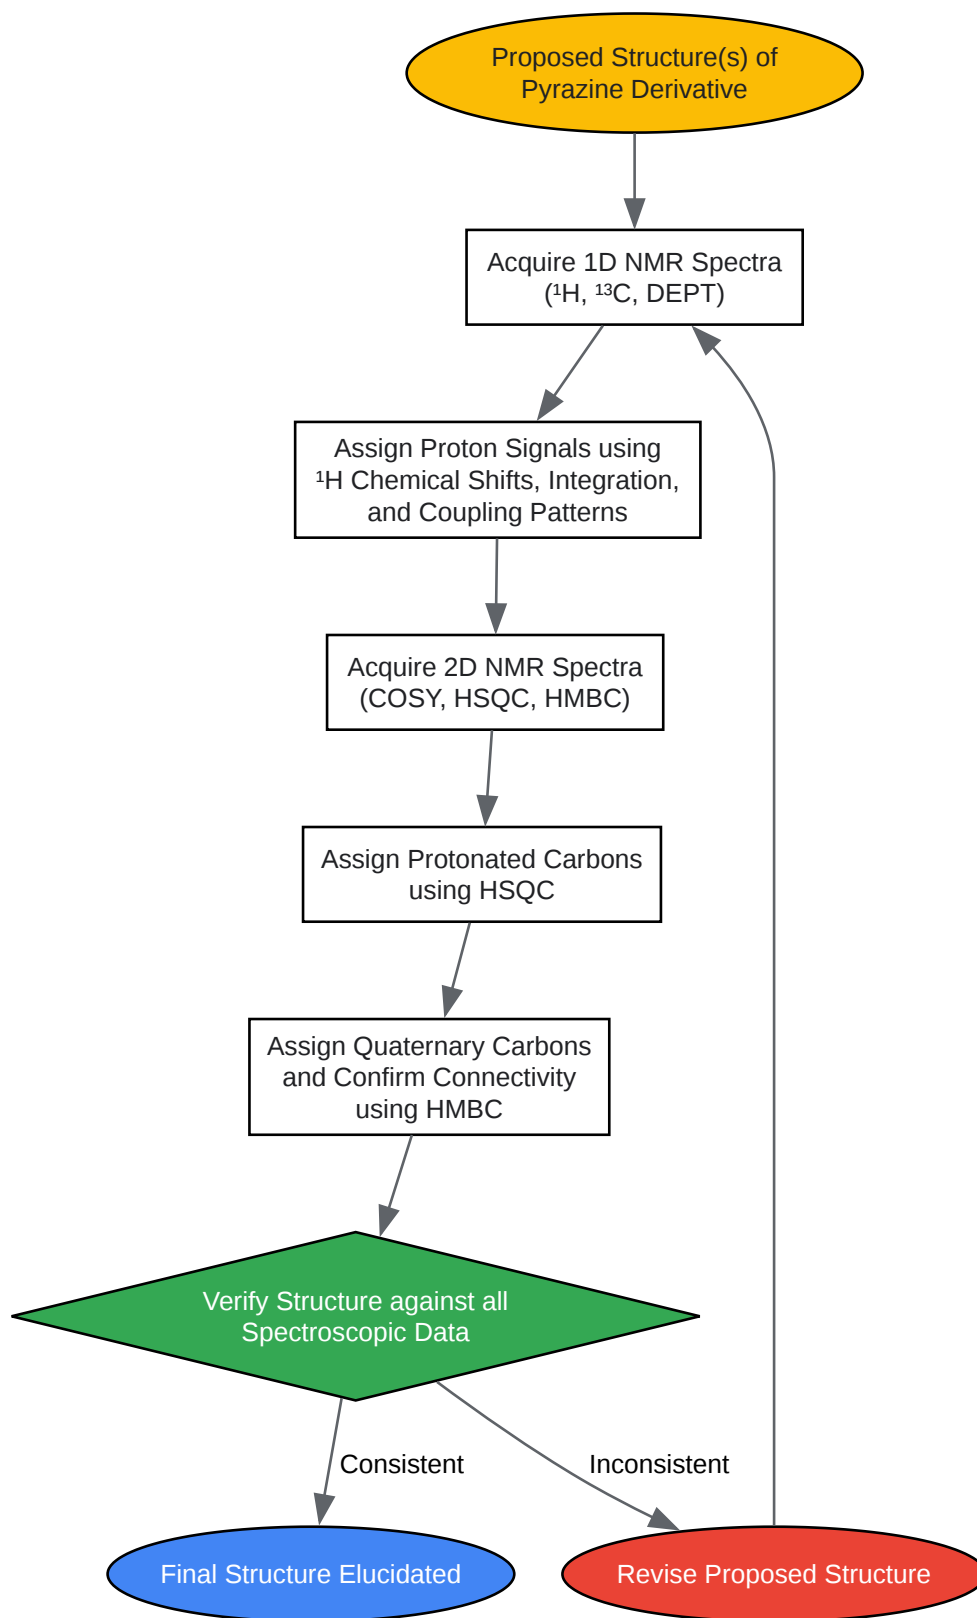 Proposed Structure(s) of
Pyrazine Derivative
Acquire 1D NMR Spectra
(¹H, ¹³C, DEPT)
Assign Proton Signals using
¹H Chemical Shifts, Integration,
and Coupling Patterns
Acquire 2D NMR Spectra
(COSY, HSQC, HMBC)
Assign Protonated Carbons
using HSQC
Assign Quaternary Carbons
and Confirm Connectivity
using HMBC
Verify Structure against all
Spectroscopic Data
Consistent
Inconsistent
Final Structure Elucidated
Revise Proposed Structure